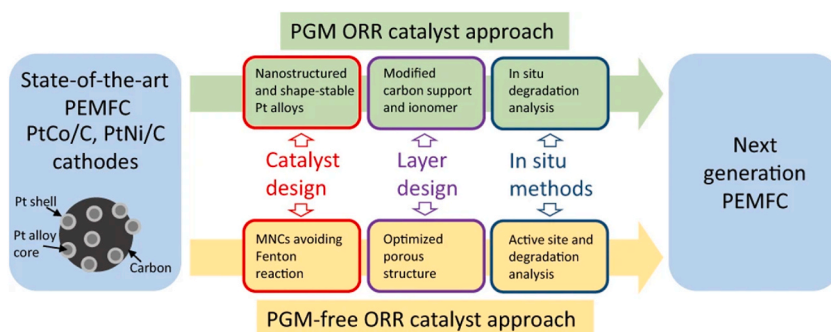 PGM ORR catalyst approach
State-of-the-art
PEMFC
PtCo/C, PtNi/C
cathodes
Pt shell
Pt alloy
core
Carbon
Nanostructured
and shape-stable
Pt alloys
Modified
carbon support
and ionomer
In situ
degradation
analysis
Catalyst
design
Layer
design
In situ
methods
MNCs avoiding
Fenton
reaction
Optimized
porous
structure
Active site and
degradation
analysis
Next
generation
PEMFC
PGM-free ORR catalyst approach